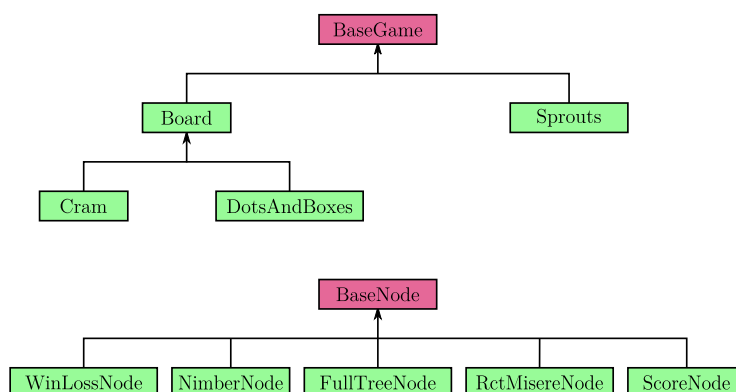 BaseGame
Board
Sprouts
Cram
DotsAndBoxes
BaseNode
WinLossNode
NimberNode
FullTreeNode
RctMisereNode
ScoreNode